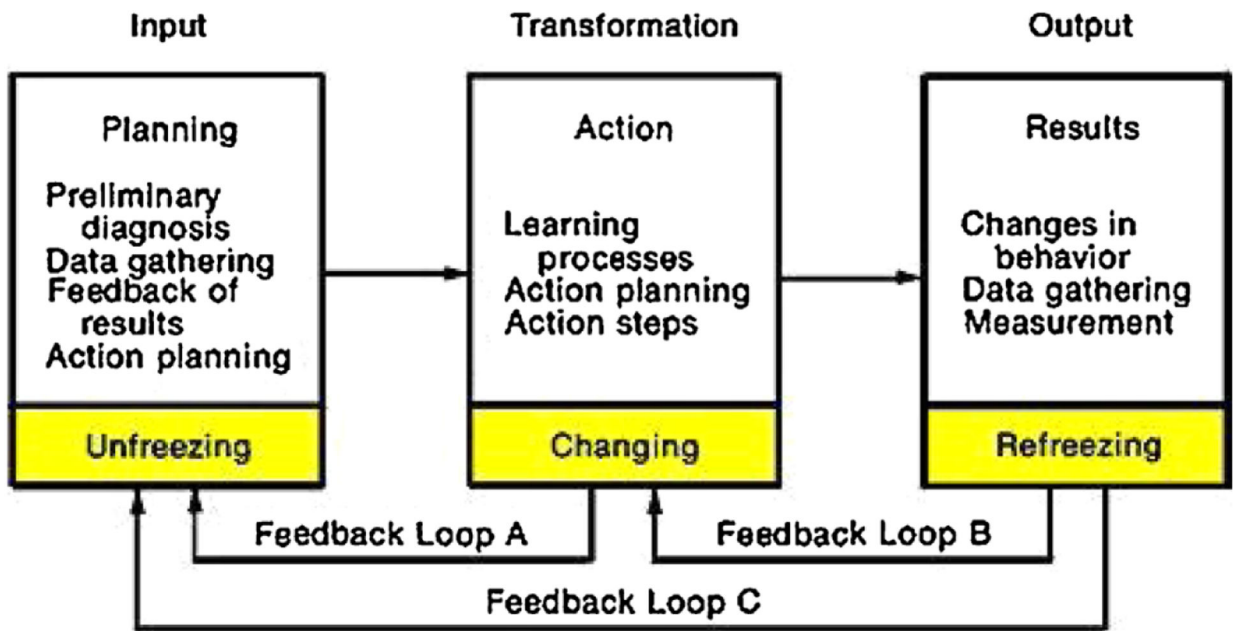 Input
Transformation
Output
Planning
Preliminary
diagnosis
Data gathering
Feedback of
results
Action planning
Unfreezing
Action
Learning
processes
Action planning
Action steps
Changing
Results
Changes in
behavior
Data gathering
Measurement
Refreezing
Feedback Loop A
Feedback Loop B
Feedback Loop C